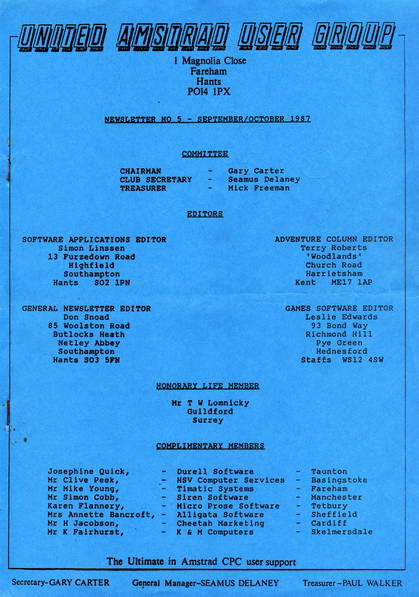 UNITED AMSTRAD USER GROUP
1 Magnolia Close
Fareham
Hants
PO14 1PX
NEWSLETTER NO 5 - SEPTEMBER/OCTOBER 1987
COMMITTEE
CHAIRMAN - Gary Carter
CLUB SECRETARY - Seamus Delaney
TREASURER - Mick Freeman
EDITORS
SOFTWARE APPLICATIONS EDITOR
Simon Linssen
13 Furzedown Road
Highfield
Southampton
Hants SO2 1PN
ADVENTURE COLUMN EDITOR
Terry Roberts
'Woodlands'
Church Road
Harrietsham
Kent ME17 1AP
GENERAL NEWSLETTER EDITOR
Don Snoad
85 Woolston Road
Butlocks Heath
Netley Abbey
Southampton
Hants SO3 5FN
GAMES SOFTWARE EDITOR
Leslie Edwards
93 Bond Way
Richmond Hill
Pye Green
Hednesford
Staffs WS12 4SW
HONORARY LIFE MEMBER
Mr T W Lomnicky
Guildford
Surrey
COMPLIMENTARY MEMBERS
Josephine Quick, - Durell Software - Taunton
Mr Clive Peek, - HSV Computer Services - Basingstoke
Mr Mike Young, - Timatic Systems - Fareham
Mr Simon Cobb, - Siren Software - Manchester
Karen Flannery, - Micro Prose Software - Tetbury
Mrs Annette Bancroft, - Alligata Software - Sheffield
Mr H Jacobson, - Cheetah Marketing - Cardiff
Mr K Fairhurst, - K & M Computers - Skelmersdale
The Ultimate in Amstrad CPC user support
Secretary-GARY CARTER General Manager-SEAMUS DELANEY Treasurer-PAUL WALKER